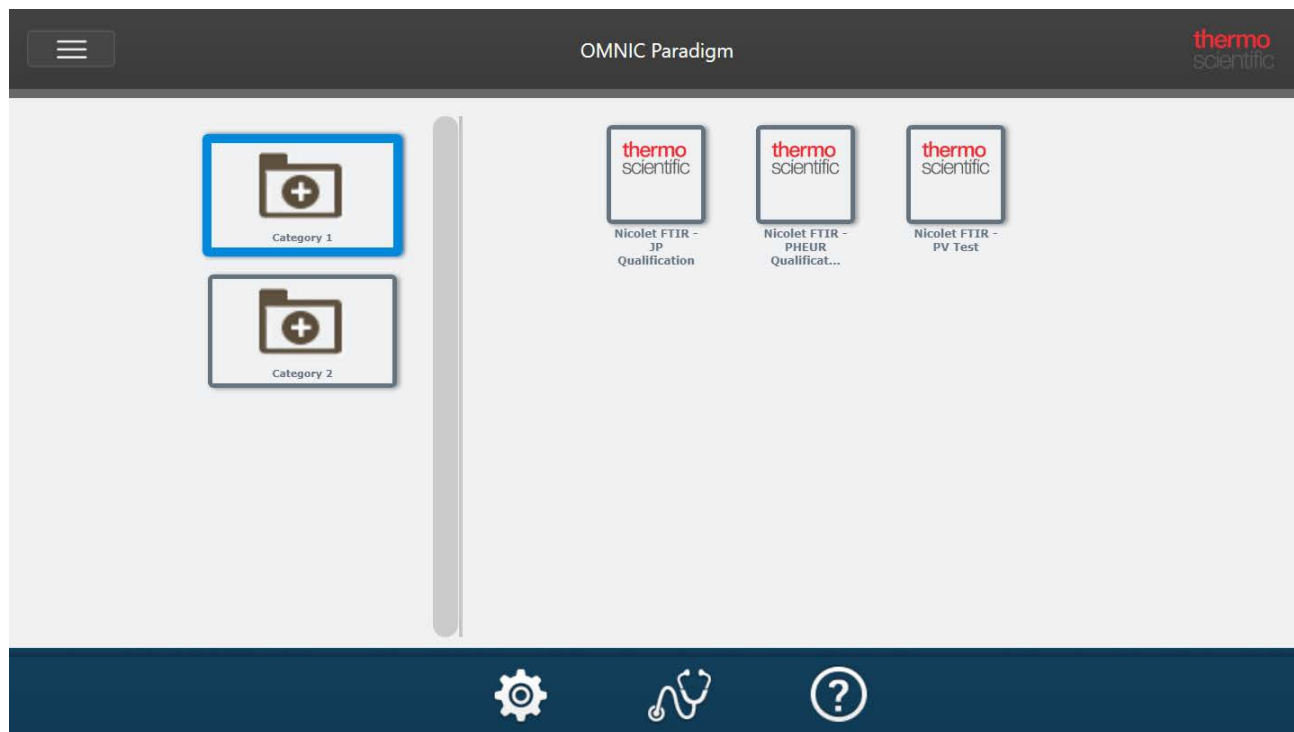 OMNIC Paradigm
thermo
scientific
Category 1
Category 2
thermo
scientific
Nicolet FTIR -
JP
Qualification
thermo
scientific
Nicolet FTIR -
PHEUR
Qualificat...
thermo
scientific
Nicolet FTIR -
PV Test
?